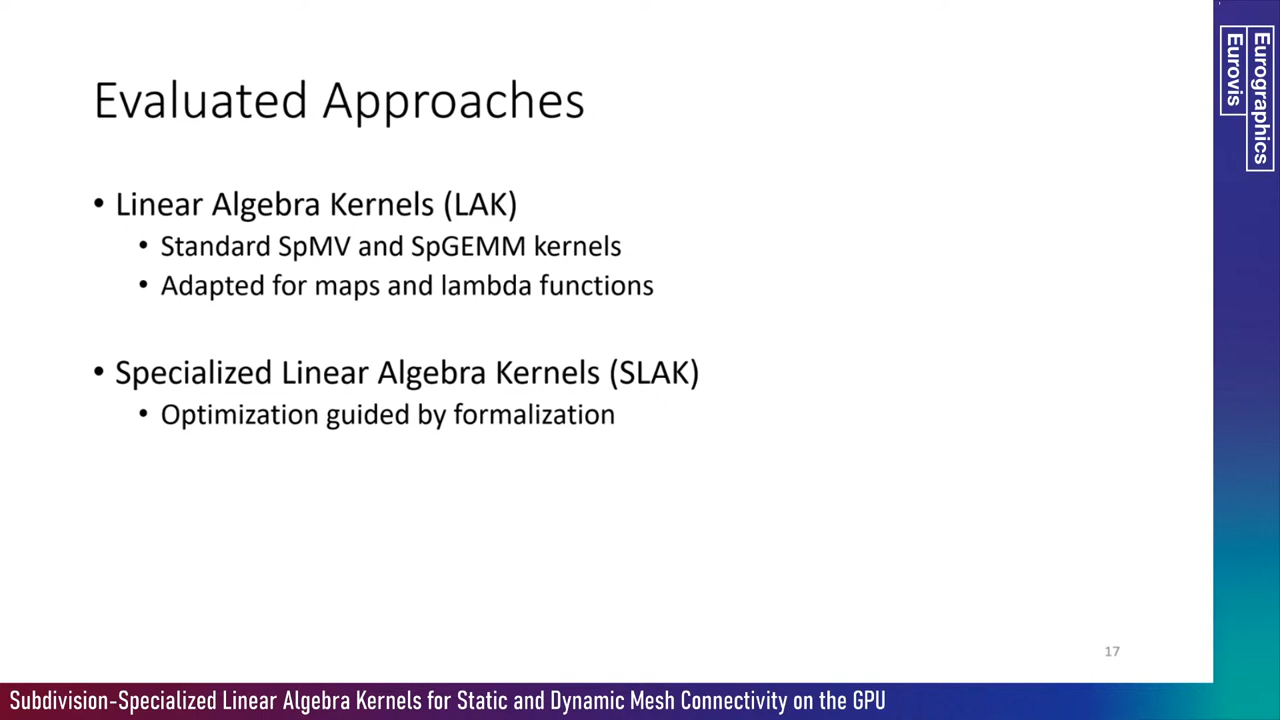 Evaluated Approaches
• Linear Algebra Kernels (LAK)
• Standard SpMV and SpGEMM kernels
• Adapted for maps and lambda functions
• Specialized Linear Algebra Kernels (SLAK)
• Optimization guided by formalization
17
Eurographics
Eurovis
Subdivision-Specialized Linear Algebra Kernels for Static and Dynamic Mesh Connectivity on the GPU